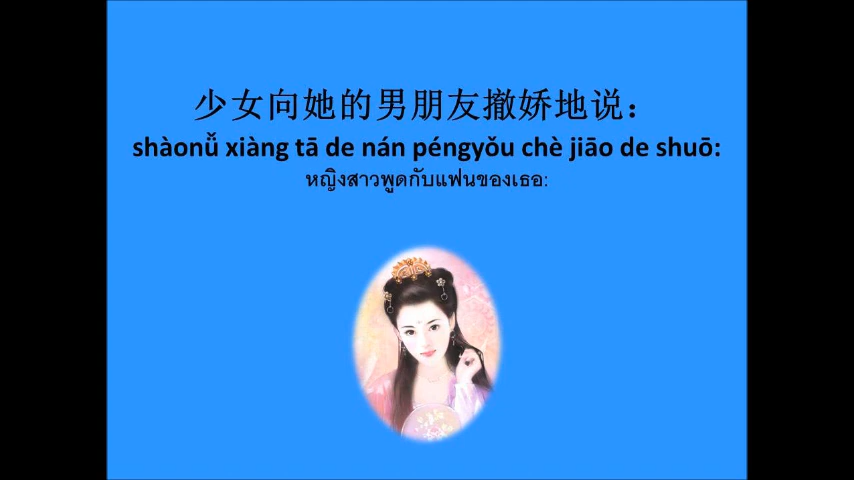 少女向她的男朋友撤娇地说：
shàonǚ xiàng tā de nán péngyǒu chè jiāo de shuō:
หญิงสาวพูดกับแฟนของเธอ: